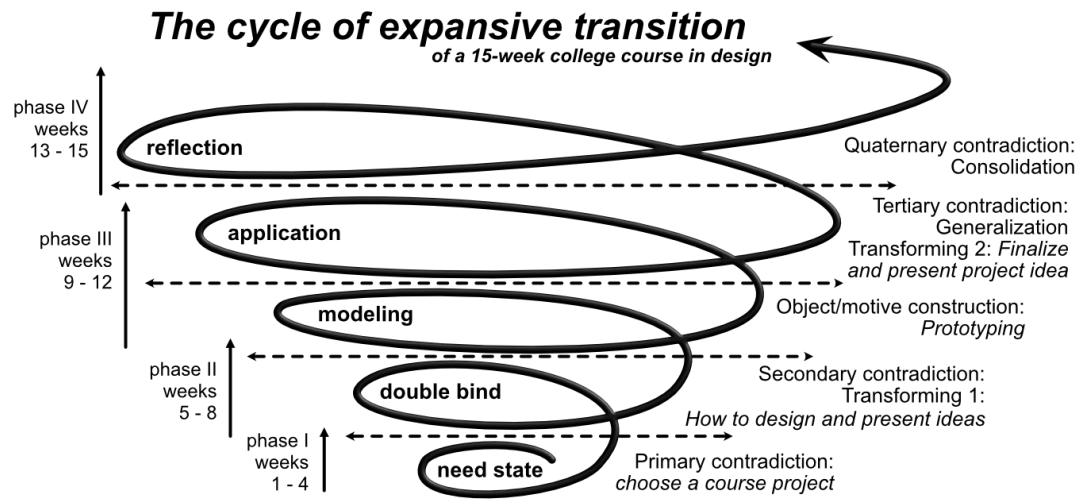 The cycle of expansive transition
of a 15-week college course in design
phase IV
weeks
13 - 15
reflection
Quaternary contradiction:
Consolidation
phase III
weeks
9 - 12
application
Tertiary contradiction:
Generalization
Transforming 2: Finalize
and present project idea
modeling
Object/motive construction:
Prototyping
phase II
weeks
5 - 8
double bind
Secondary contradiction:
Transforming 1:
How to design and present ideas
phase I
weeks
1 - 4
need state
Primary contradiction:
choose a course project